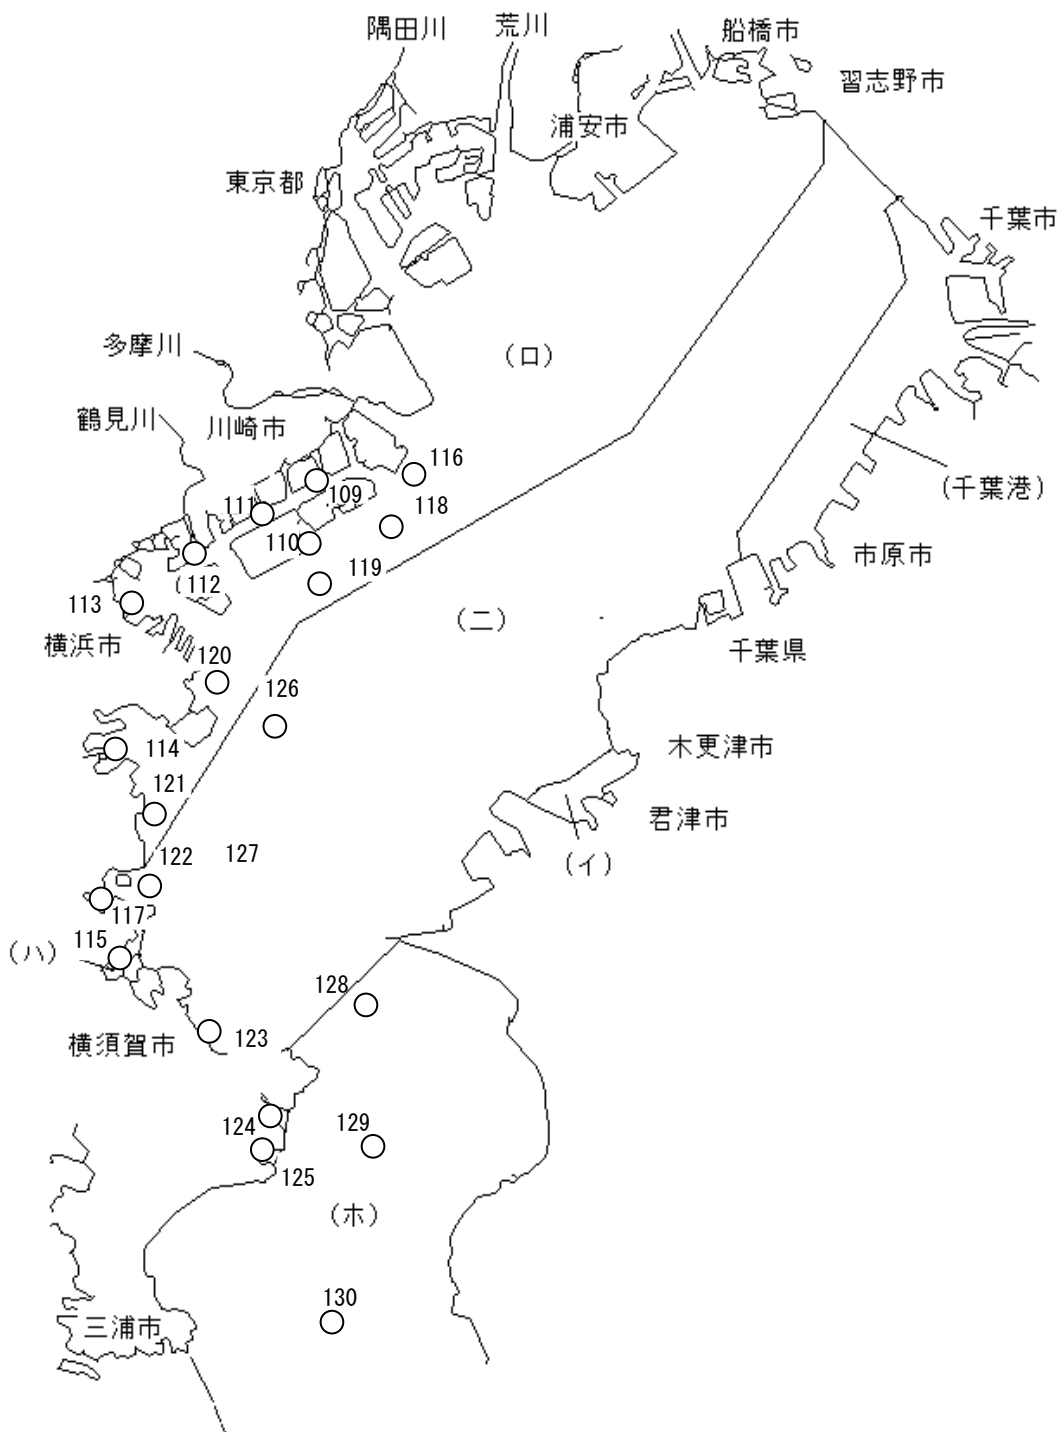 隅田川
荒川
船橋市
習志野市
浦安市
東京都
千葉市
多摩川
(ロ)
鶴見川
川崎市
116
109
(千葉港)
111
118
110
市原市
119
112
113
(ニ)
横浜市
千葉県
120
126
114
木更津市
121
君津市
122
127
(イ)
117
115
(ハ)
128
123
横須賀市
124
129
125
(ホ)
130
三浦市